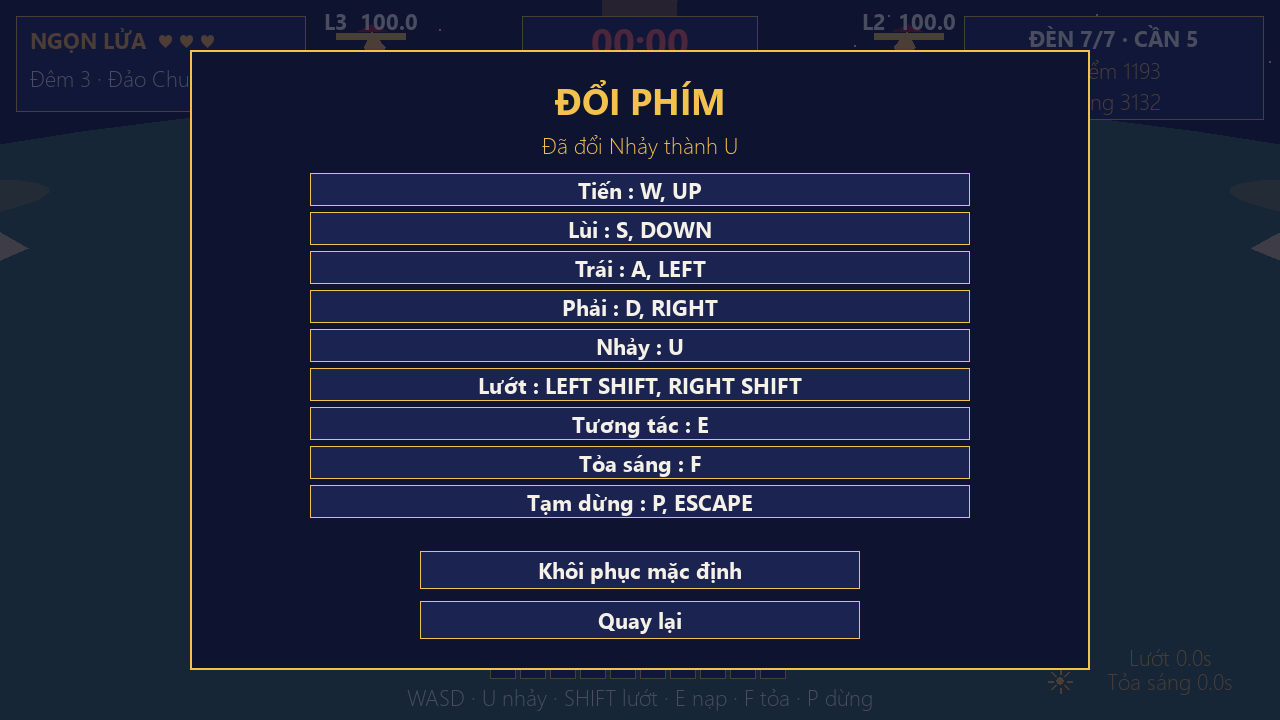 NGỌN LỬA ♥ ♥ ♥
Đêm 3 · Đảo Chu
L3 100.0
00:00
L2 100.0
ĐÈN 7/7 · CẦN 5
ểm 1193
ng 3132
ĐỔI PHÍM
Đã đổi Nhảy thành U
Tiến : W, UP
Lùi : S, DOWN
Trái : A, LEFT
Phải : D, RIGHT
Nhảy : U
Lướt : LEFT SHIFT, RIGHT SHIFT
Tương tác : E
Tỏa sáng : F
Tạm dừng : P, ESCAPE
Khôi phục mặc định
Quay lại
Lướt 0.0s
Tỏa sáng 0.0s
WASD · U nhảy · SHIFT lướt · E nạp · F tỏa · P dừng